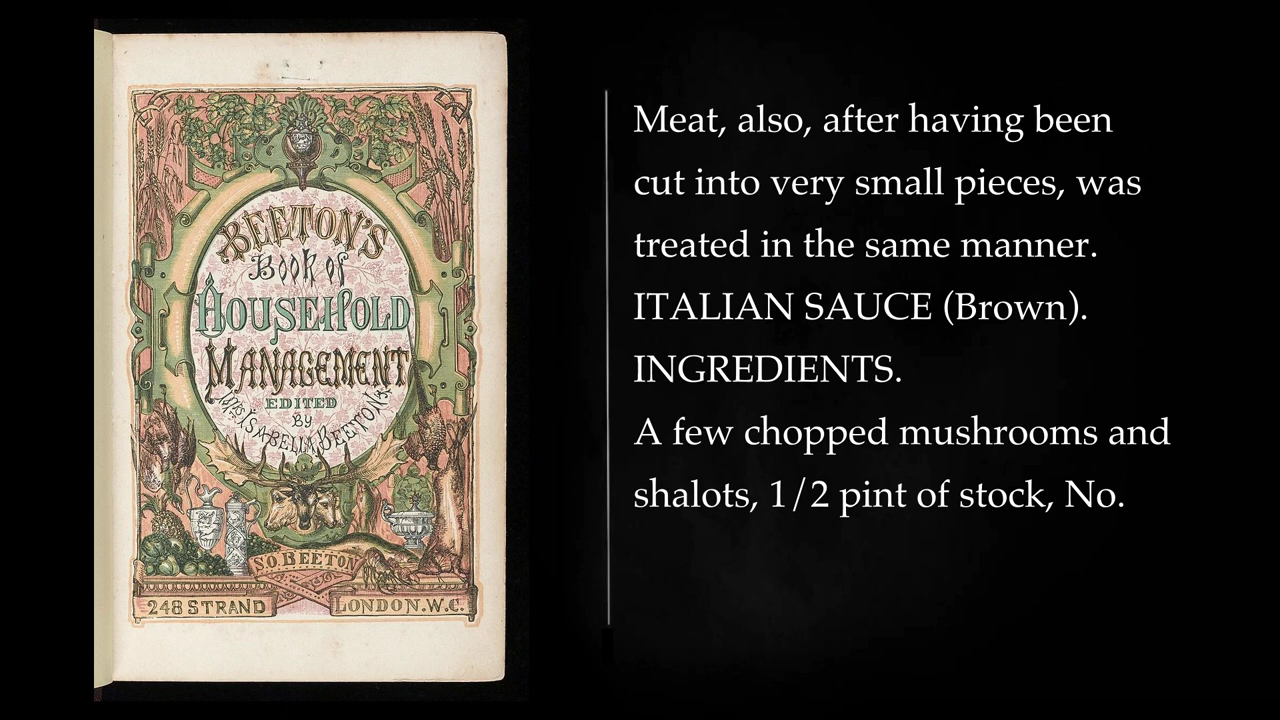 BEETON'S
Book of
HOUSEHOLD
MANAGEMENT
EDITED
BY
MRS ISABELLA BEETON
S.O. BEETON
248 STRAND
LONDON. W.C.
Meat, also, after having been
cut into very small pieces, was
treated in the same manner.
ITALIAN SAUCE (Brown).
INGREDIENTS.
A few chopped mushrooms and
shalots, 1/2 pint of stock, No.